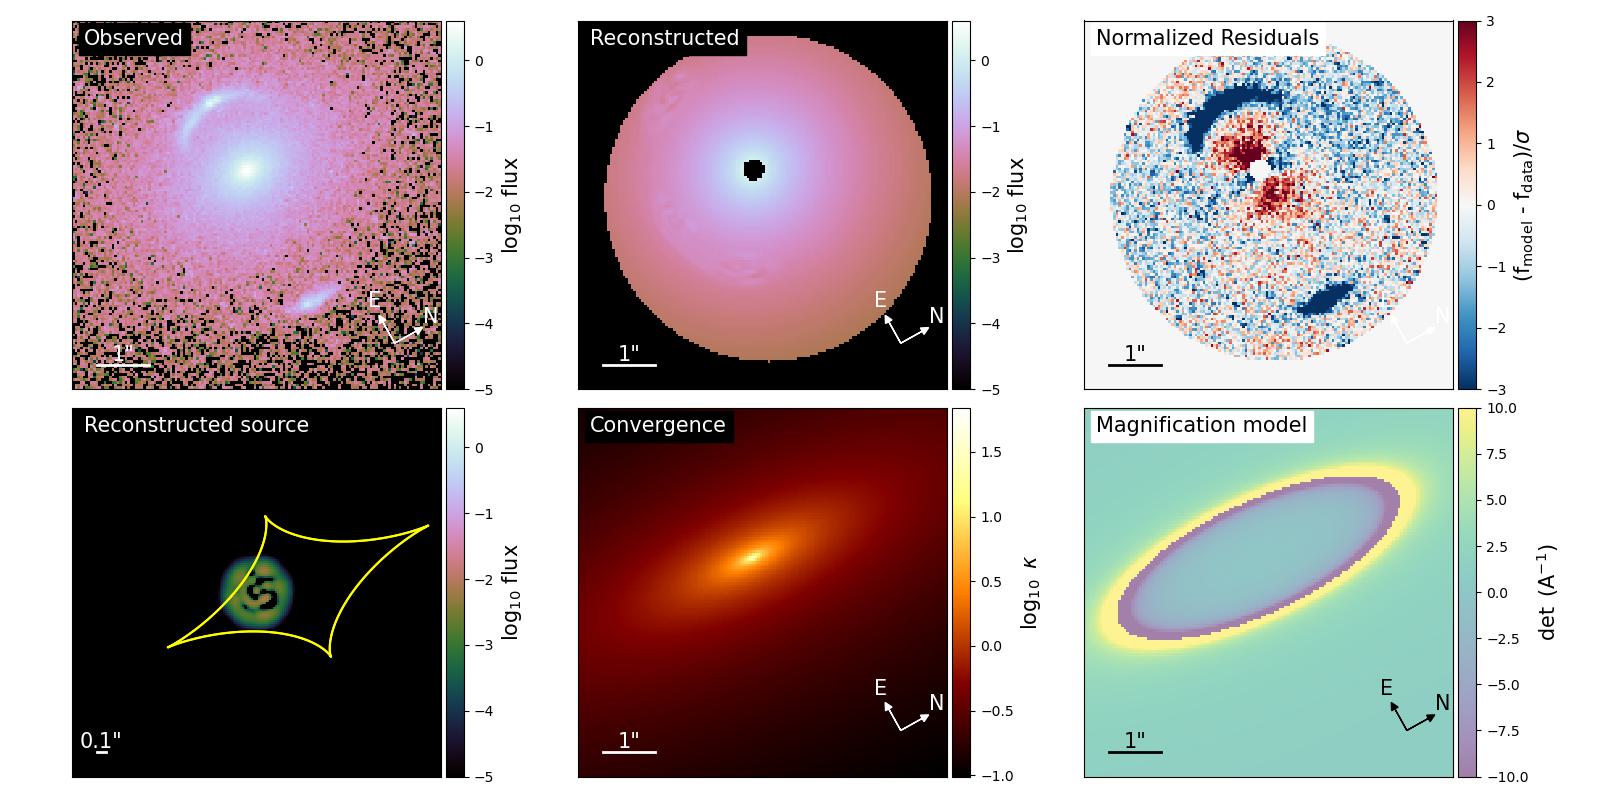 Observed
E
N
1"
0
−1
−2
−3
−4
−5
log₁₀ flux
Reconstructed
E
N
1"
0
−1
−2
−3
−4
−5
log₁₀ flux
Normalized Residuals
N
1"
3
2
1
0
−1
−2
−3
(f_model - f_data)/σ
Reconstructed source
0.1"
0
−1
−2
−3
−4
−5
log₁₀ flux
Convergence
E
N
1"
1.5
1.0
0.5
0.0
−0.5
−1.0
log₁₀ κ
Magnification model
E
N
1"
10.0
7.5
5.0
2.5
0.0
−2.5
−5.0
−7.5
−10.0
det (A⁻¹)